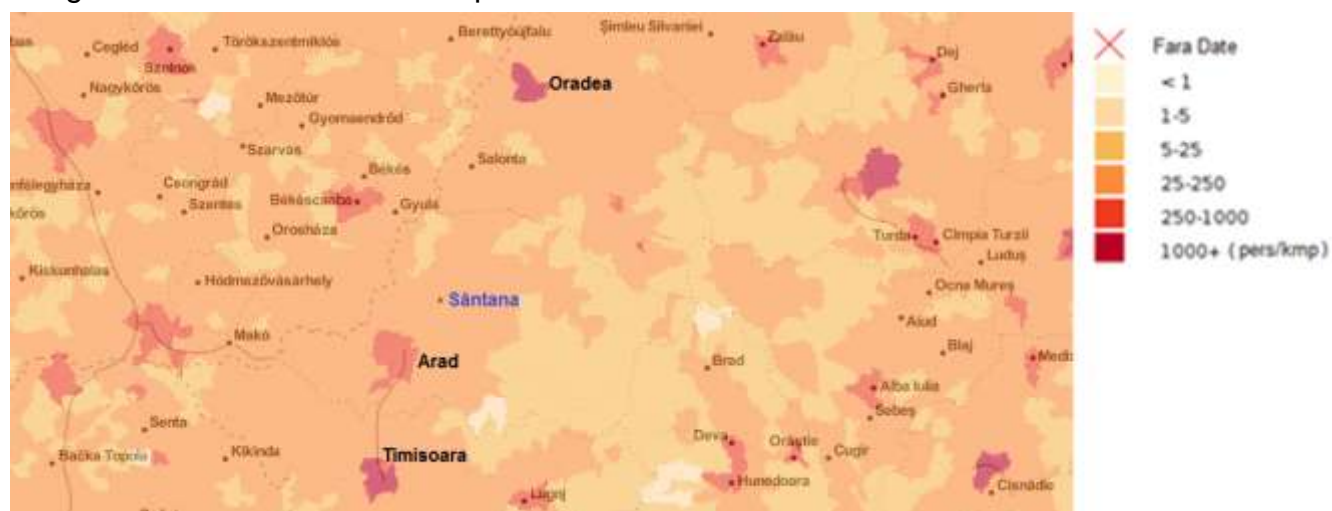 Berettyóújfalu
Şimleu Silvaniei
Zalău
Cegléd
Törökszentmiklós
Szolnok
Dej
Oradea
Nagykőrös
Mezőtúr
Gherla
Gyomaendrőd
Szarvas
Békés
Salonta
Csongrád
Szentes
Békéscsaba
Gyula
kőrös
Orosháza
Turda
Cîmpia Turzii
Luduş
Kiskunhalas
Hódmezővásárhely
Ocna Mureş
Sântana
Aiud
Makó
Blaj
Arad
Brad
Alba Iulia
Sebeş
Senta
Deva
Orăştie
Bačka Topola
Kikinda
Timisoara
Cugir
Hunedoara
Cisnădie
Lugoj
Fara Date
< 1
1-5
5-25
25-250
250-1000
1000+ (pers/kmp)